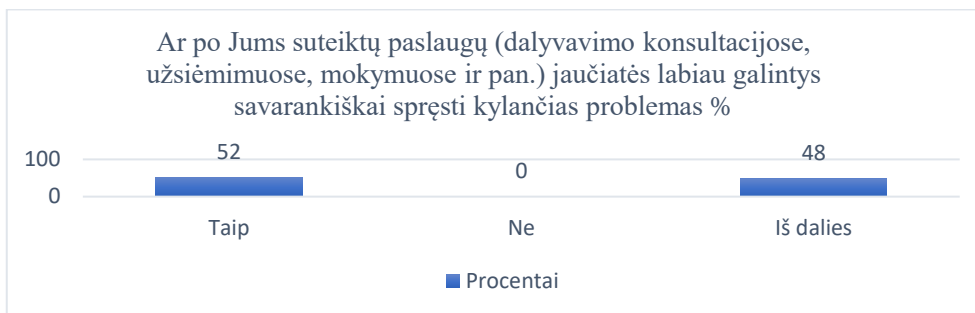 Ar po Jums suteiktų paslaugų (dalyvavimo konsultacijose,
užsiėmimuose, mokymuose ir pan.) jaučiatės labiau galintys
savarankiškai spręsti kylančias problemas %
52
0
48
100
0
Taip
Ne
Iš dalies
Procentai